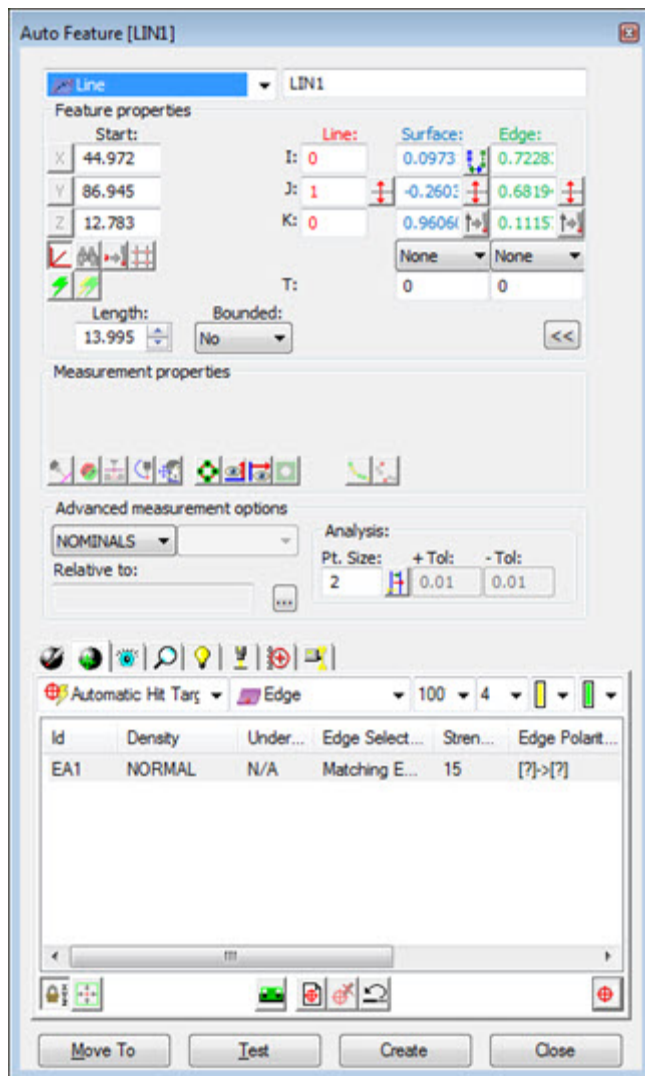 Auto Feature [LIN1]
Line LIN1
Feature properties
Start: Line: Surface: Edge:
X 44.972 I: 0 0.0973 0.7228
Y 86.945 J: 1 -0.260 0.6819
Z 12.783 K: 0 0.9606 0.1115
None None
T: 0 0
Length: Bounded:
13.995 No <<
Measurement properties
Advanced measurement options
NOMINALS
Analysis:
Relative to: Pt. Size: + Tol: - Tol:
2 0.01 0.01
...
Automatic Hit Targ Edge 100 4
Id Density Under... Edge Select... Stren... Edge Polarit...
EA1 NORMAL N/A Matching E... 15 [?]->[?]
Move To Test Create Close